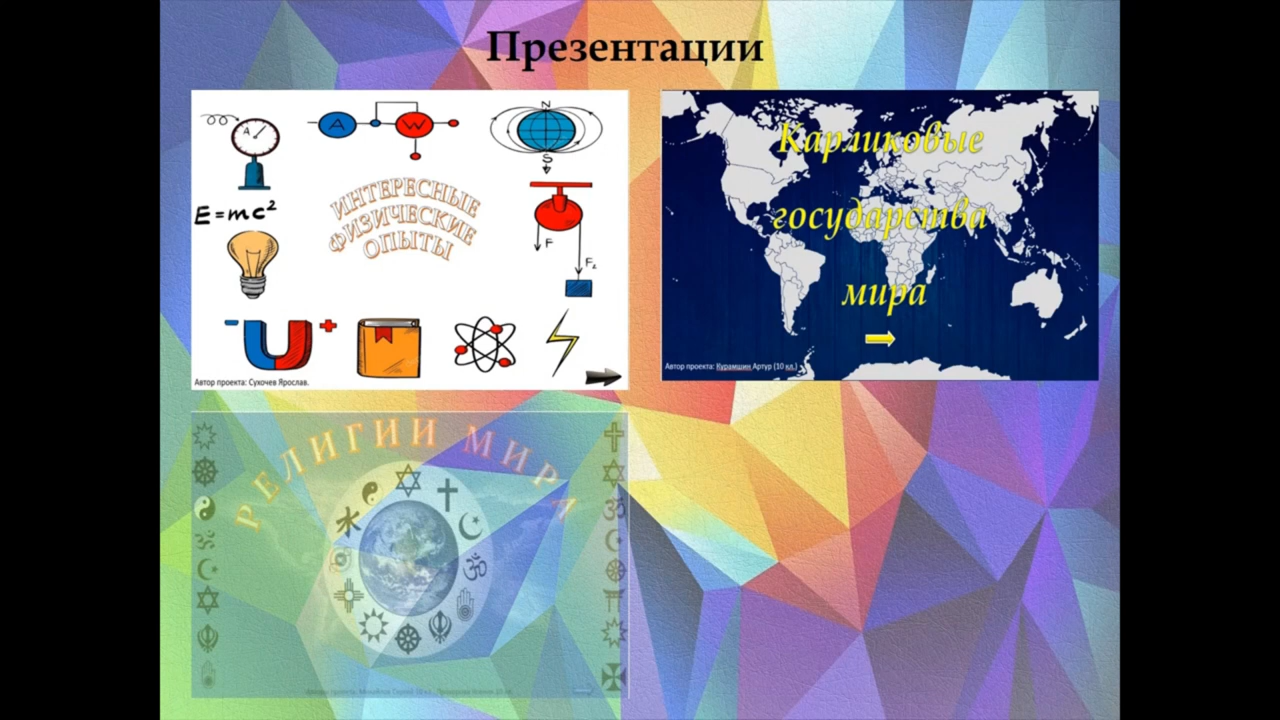 Презентации
A
A
W
N
S
E=mc²
ИНТЕРЕСНЫЕ
ФИЗИЧЕСКИЕ
ОПЫТЫ
F
F₂
Автор проекта: Сухочев Ярослав.
Карликовые
государства
мира
Автор проекта: Курамшин Артур (10 кл.)
РЕЛИГИИ МИРА